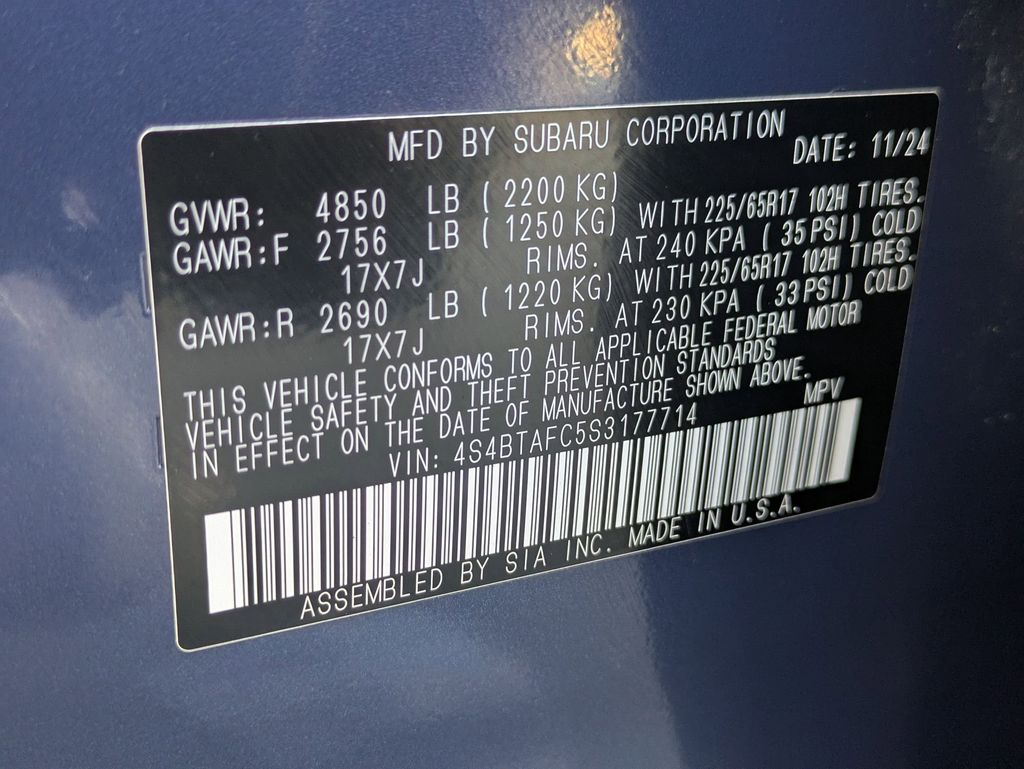 MFD BY SUBARU CORPORATION DATE: 11/24
GVWR: 4850 LB ( 2200 KG)
GAWR:F 2756 LB ( 1250 KG) WITH 225/65R17 102H TIRES.
17X7J RIMS. AT 240 KPA ( 35 PSI) COLD
GAWR:R 2690 LB ( 1220 KG) WITH 225/65R17 102H TIRES.
17X7J RIMS. AT 230 KPA ( 33 PSI) COLD
THIS VEHICLE CONFORMS TO ALL APPLICABLE FEDERAL MOTOR
VEHICLE SAFETY AND THEFT PREVENTION STANDARDS
IN EFFECT ON THE DATE OF MANUFACTURE SHOWN ABOVE.
VIN: 4S4BTAFC5S3177714 MPV
ASSEMBLED BY SIA INC. MADE IN U.S.A.